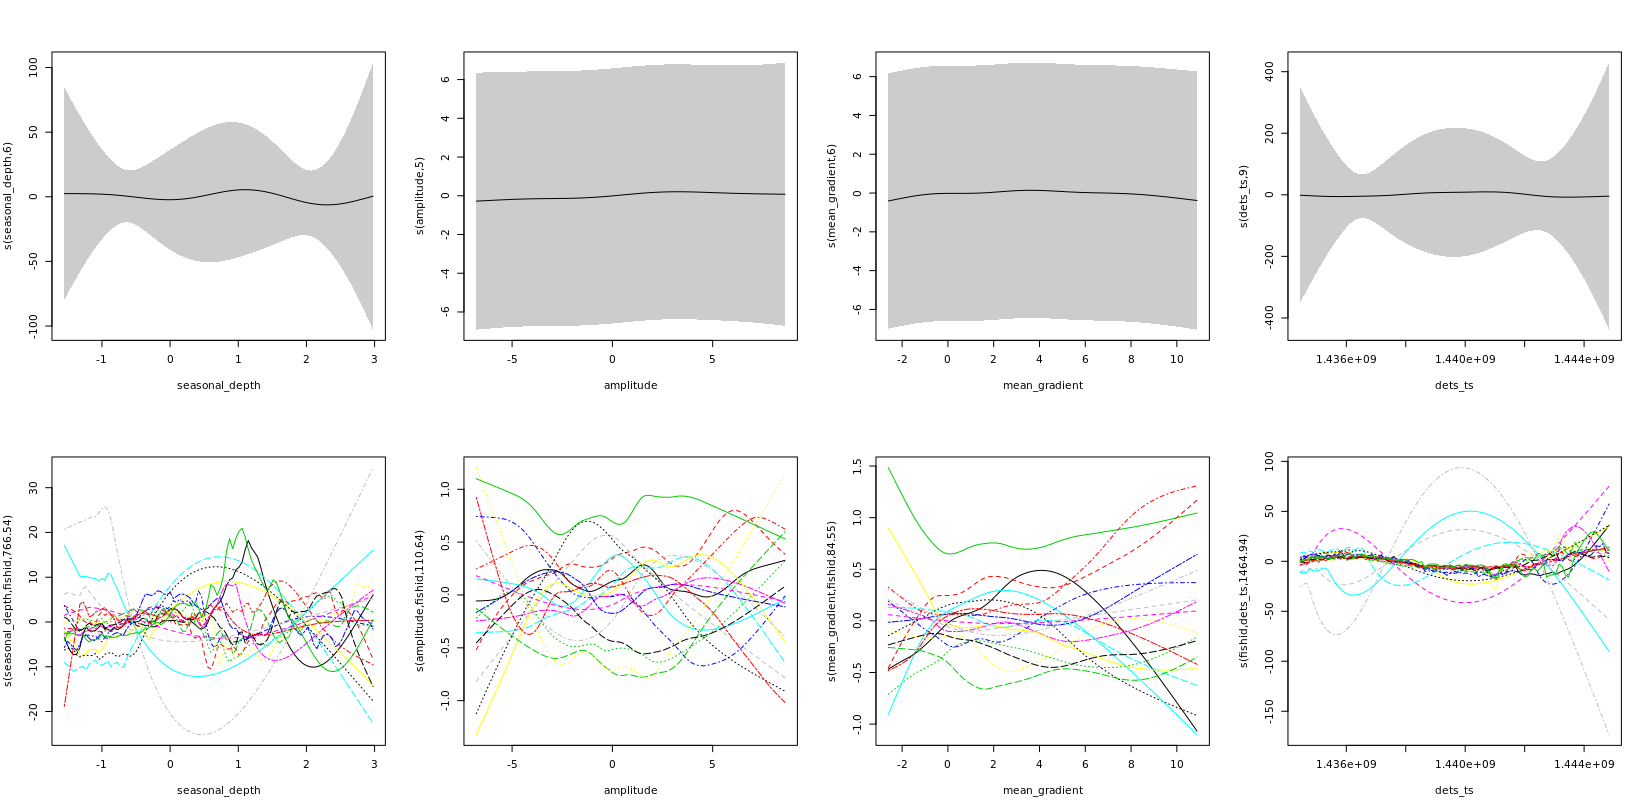 s(seasonal_depth,6)
100
50
0
-50
-100
-1 0 1 2 3
seasonal_depth
s(amplitude,5)
6
4
2
0
-2
-4
-6
-5 0 5
amplitude
s(mean_gradient,6)
6
4
2
0
-2
-4
-6
-2 0 2 4 6 8 10
mean_gradient
s(dets_ts,9)
400
200
0
-200
-400
1.436e+09 1.440e+09 1.444e+09
dets_ts
s(seasonal_depth,fishid,766.54)
30
20
10
0
-10
-20
-1 0 1 2 3
seasonal_depth
s(amplitude,fishid,110.64)
1.0
0.5
0.0
-0.5
-1.0
-5 0 5
amplitude
s(mean_gradient,fishid,84.55)
1.5
1.0
0.5
0.0
-0.5
-1.0
-2 0 2 4 6 8 10
mean_gradient
s(fishid,dets_ts,1464.94)
100
50
0
-50
-100
-150
1.436e+09 1.440e+09 1.444e+09
dets_ts